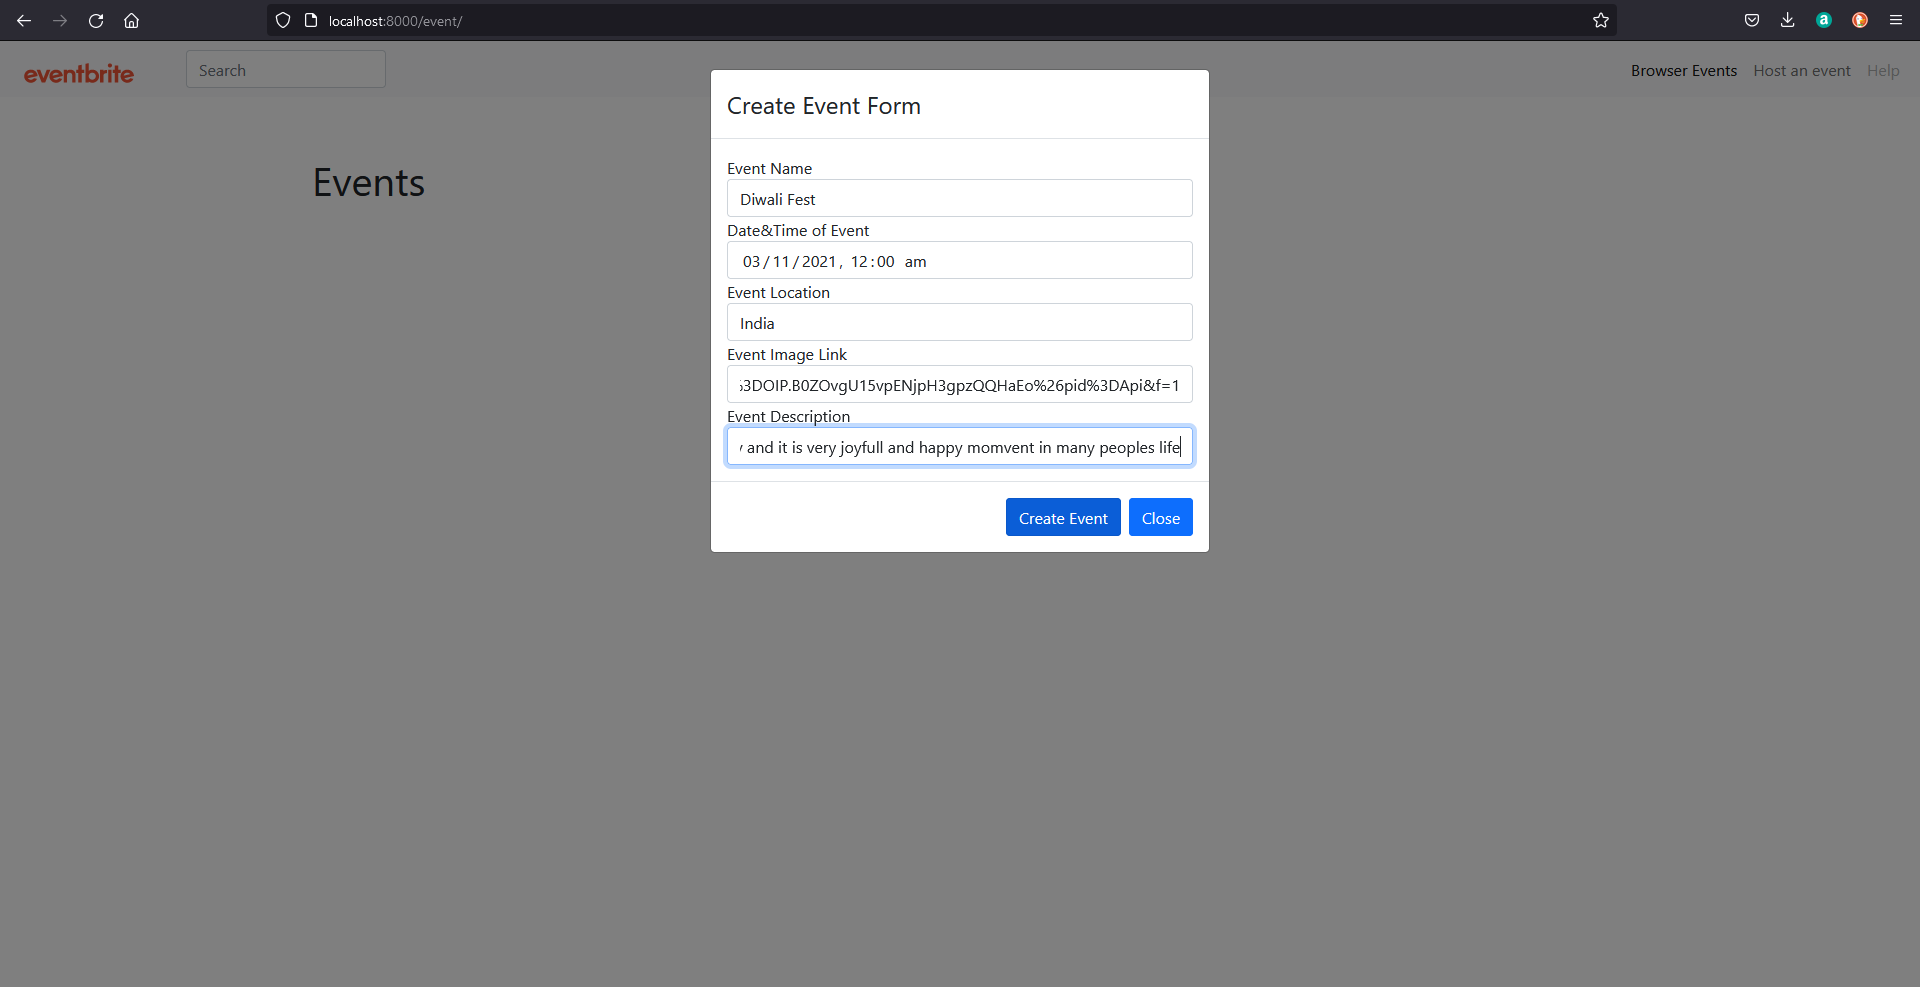 localhost:8000/event/
eventbrite
Search
Browser Events Host an event Help
Events
Create Event Form
Event Name
Diwali Fest
Date&Time of Event
03/11/2021, 12:00 am
Event Location
India
Event Image Link
3DOIP.B0ZOvgU15vpENjpH3gpzQQHaEo%26pid%3DApi&f=1
Event Description
and it is very joyfull and happy momvent in many peoples life
Create Event Close